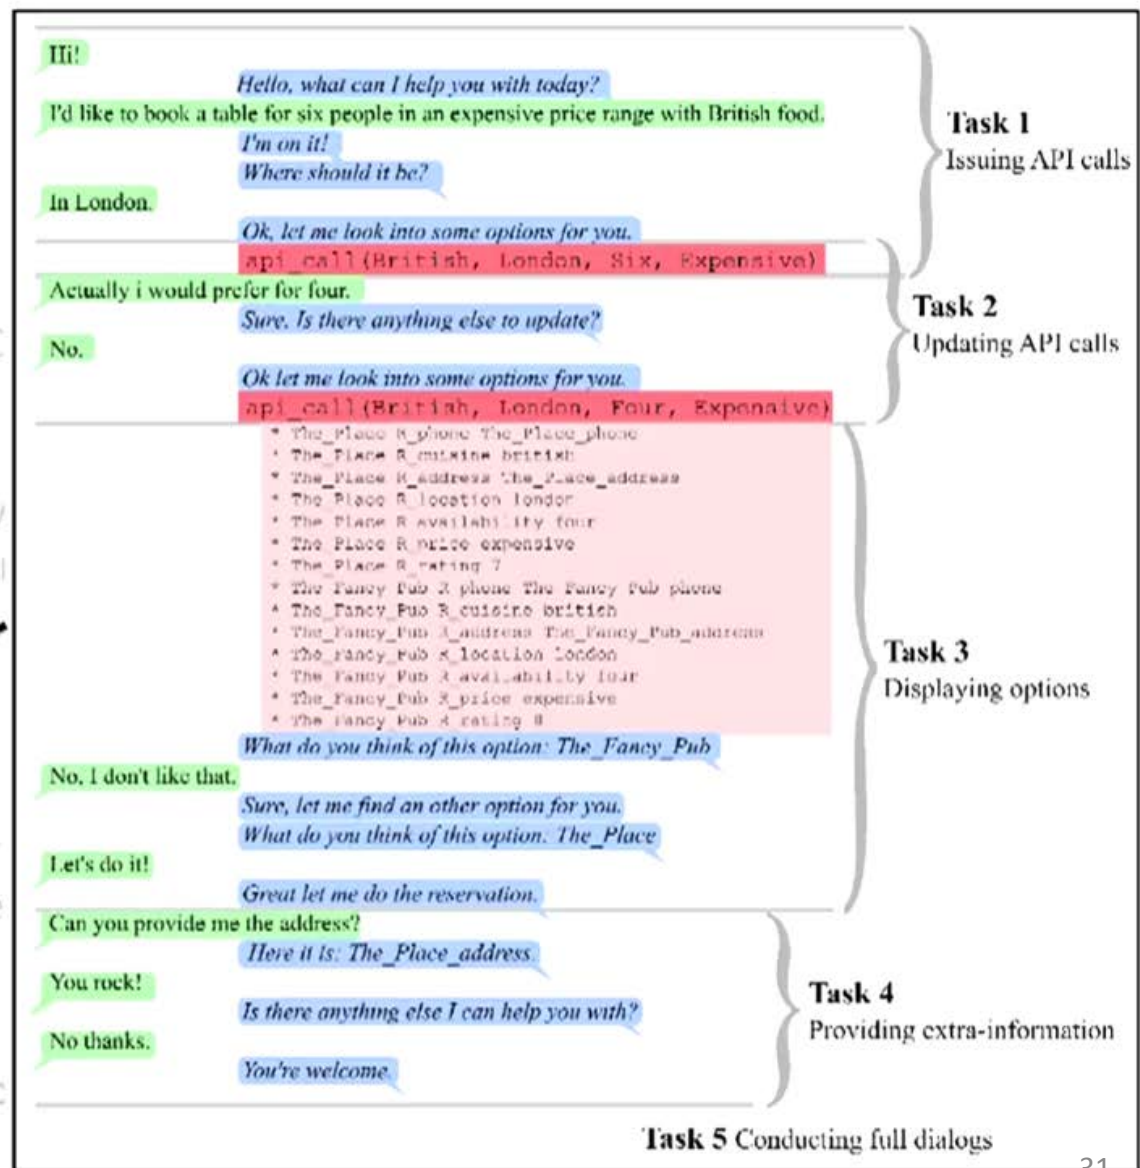 Hi!
Hello, what can I help you with today?
I'd like to book a table for six people in an expensive price range with British food.
I'm on it!
Where should it be?
In London.
Ok, let me look into some options for you.
api_call(British, London, Six, Expensive)
Task 1
Issuing API calls
Actually i would prefer for four.
Sure. Is there anything else to update?
No.
Ok let me look into some options for you.
api_call(British, London, Four, Expensive)
Task 2
Updating API calls
* The_Place R_phone The_Place_phone
* The_Place R_cuisine british
* The_Place R_address The_Place_address
* The_Place R_location london
* The_Place R_availability four
* The_Place R_price expensive
* The_Place R_rating 7
* The_Fancy_Pub R_phone The_Fancy_Pub_phone
* The_Fancy_Pub R_cuisine british
* The_Fancy_Pub R_address The_Fancy_Pub_address
* The_Fancy_Pub R_location london
* The_Fancy_Pub R_availability four
* The_Fancy_Pub R_price expensive
* The_Fancy_Pub R_rating 8
What do you think of this option: The_Fancy_Pub
No, I don't like that.
Sure, let me find an other option for you.
What do you think of this option: The_Place
Let's do it!
Great let me do the reservation.
Task 3
Displaying options
Can you provide me the address?
Here it is: The_Place_address.
You rock!
Is there anything else I can help you with?
No thanks.
You're welcome.
Task 4
Providing extra-information
Task 5 Conducting full dialogs
31